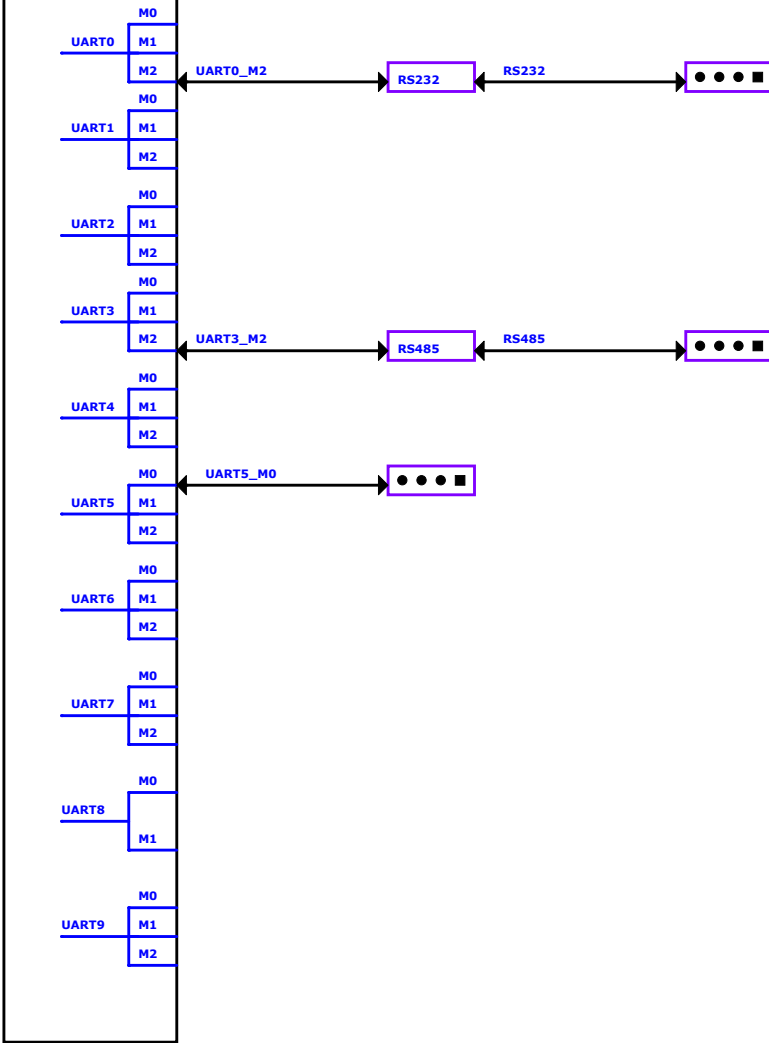 M0
UART0 M1
M2 UART0_M2 RS232 RS232
M0
UART1 M1
M2
M0
UART2 M1
M2
M0
UART3 M1
M2 UART3_M2 RS485 RS485
M0
UART4 M1
M2
M0 UART5_M0
UART5 M1
M2
M0
UART6 M1
M2
M0
UART7 M1
M2
M0
UART8
M1
M0
UART9 M1
M2